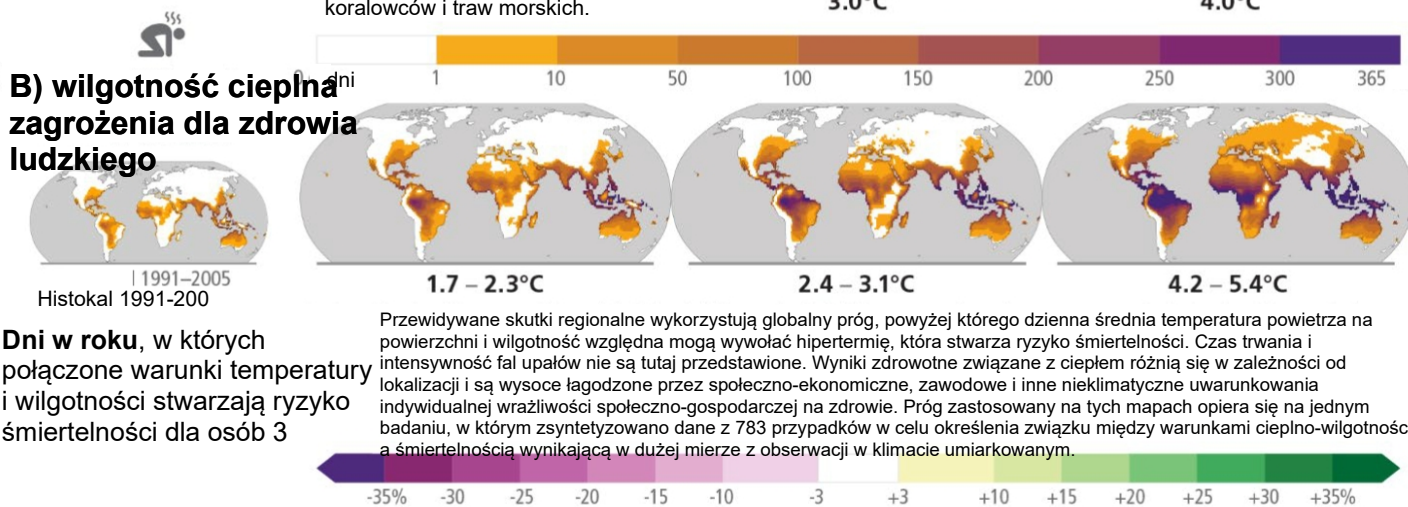 koralowców i traw morskich.
3.0°C 4.0°C
0 dni 1 10 50 100 150 200 250 300 365
B) wilgotność cieplna
zagrożenia dla zdrowia
ludzkiego
1991–2005
Histokal 1991-200
1.7 – 2.3°C 2.4 – 3.1°C 4.2 – 5.4°C
Dni w roku, w których
połączone warunki temperatury
i wilgotności stwarzają ryzyko
śmiertelności dla osób 3
Przewidywane skutki regionalne wykorzystują globalny próg, powyżej którego dzienna średnia temperatura powietrza na
powierzchni i wilgotność względna mogą wywołać hipertermię, która stwarza ryzyko śmiertelności. Czas trwania i
intensywność fal upałów nie są tutaj przedstawione. Wyniki zdrowotne związane z ciepłem różnią się w zależności od
lokalizacji i są wysoce łagodzone przez społeczno-ekonomiczne, zawodowe i inne nieklimatyczne uwarunkowania
indywidualnej wrażliwości społeczno-gospodarczej na zdrowie. Próg zastosowany na tych mapach opiera się na jednym
badaniu, w którym zsyntetyzowano dane z 783 przypadków w celu określenia związku między warunkami cieplno-wilgotnośc
a śmiertelnością wynikającą w dużej mierze z obserwacji w klimacie umiarkowanym.
-35% -30 -25 -20 -15 -10 -3 +3 +10 +15 +20 +25 +30 +35%